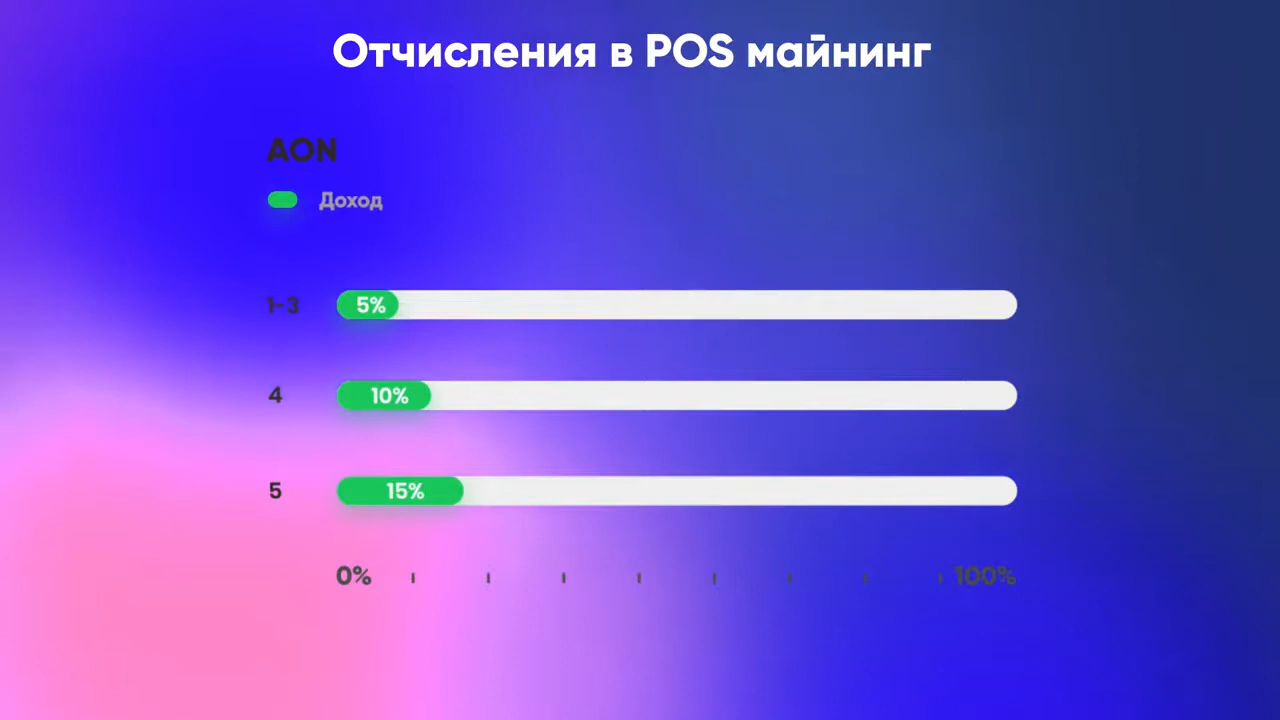 Отчисления в POS майнинг
AON
Доход
1-3 5%
4 10%
5 15%
0% 100%